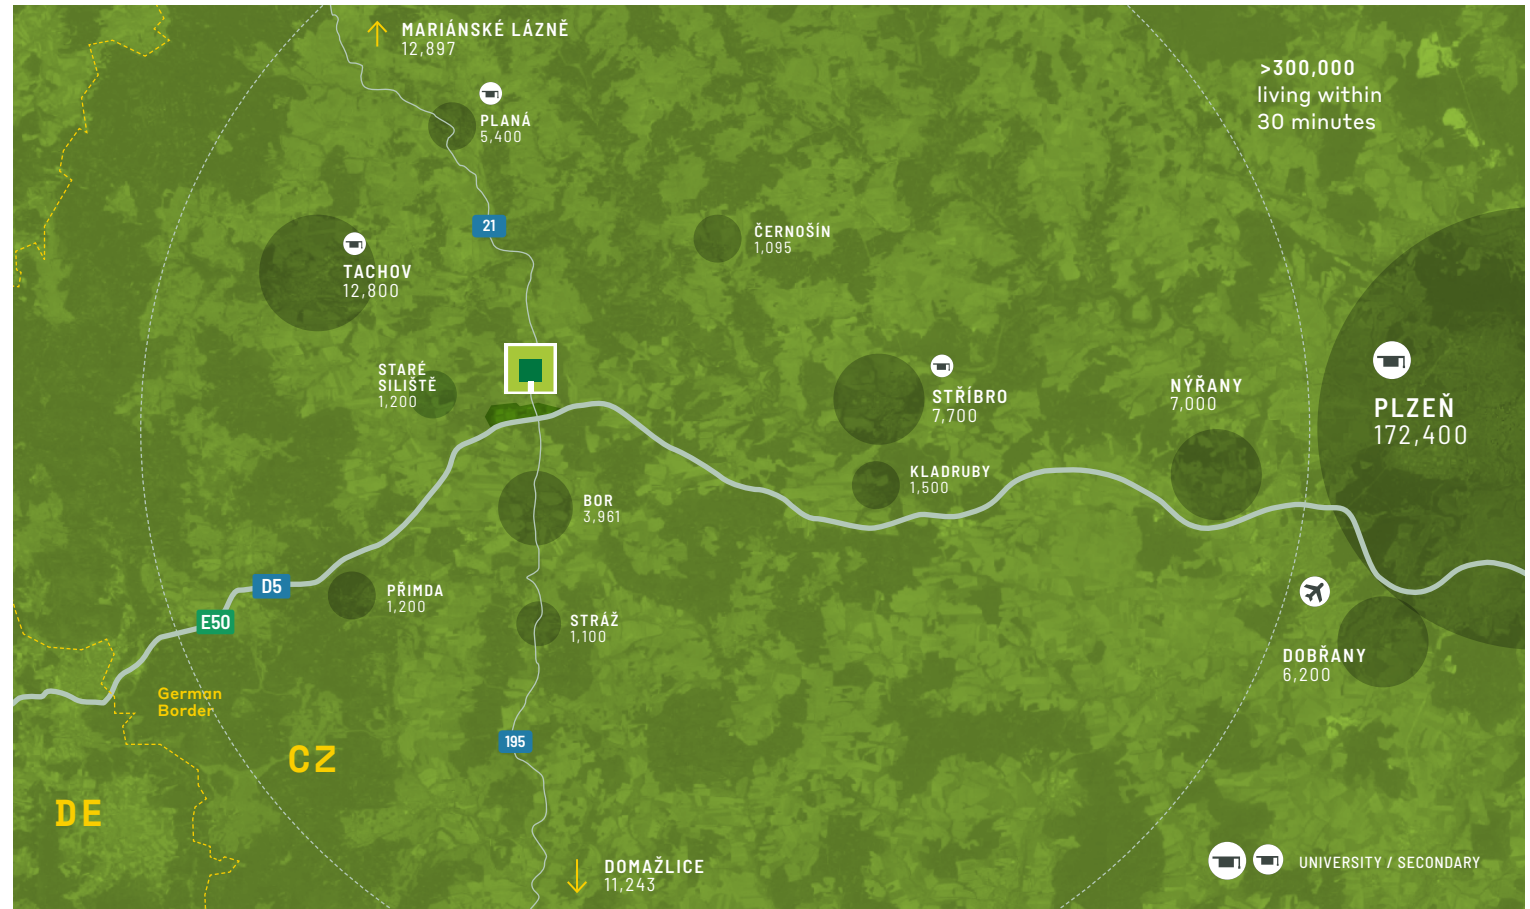 MARIÁNSKÉ LÁZNĚ
12,897
>300,000
living within
30 minutes
PLANÁ
5,400
21
ČERNOŠÍN
1,095
TACHOV
12,800
STARÉ
SILIŠTĚ
1,200
STŘÍBRO
7,700
NÝŘANY
7,000
PLZEŇ
172,400
KLADRUBY
1,500
BOR
3,961
D5
PŘIMDA
1,200
E50
STRÁŽ
1,100
DOBŘANY
6,200
German
Border
195
CZ
DE
DOMAŽLICE
11,243
UNIVERSITY / SECONDARY